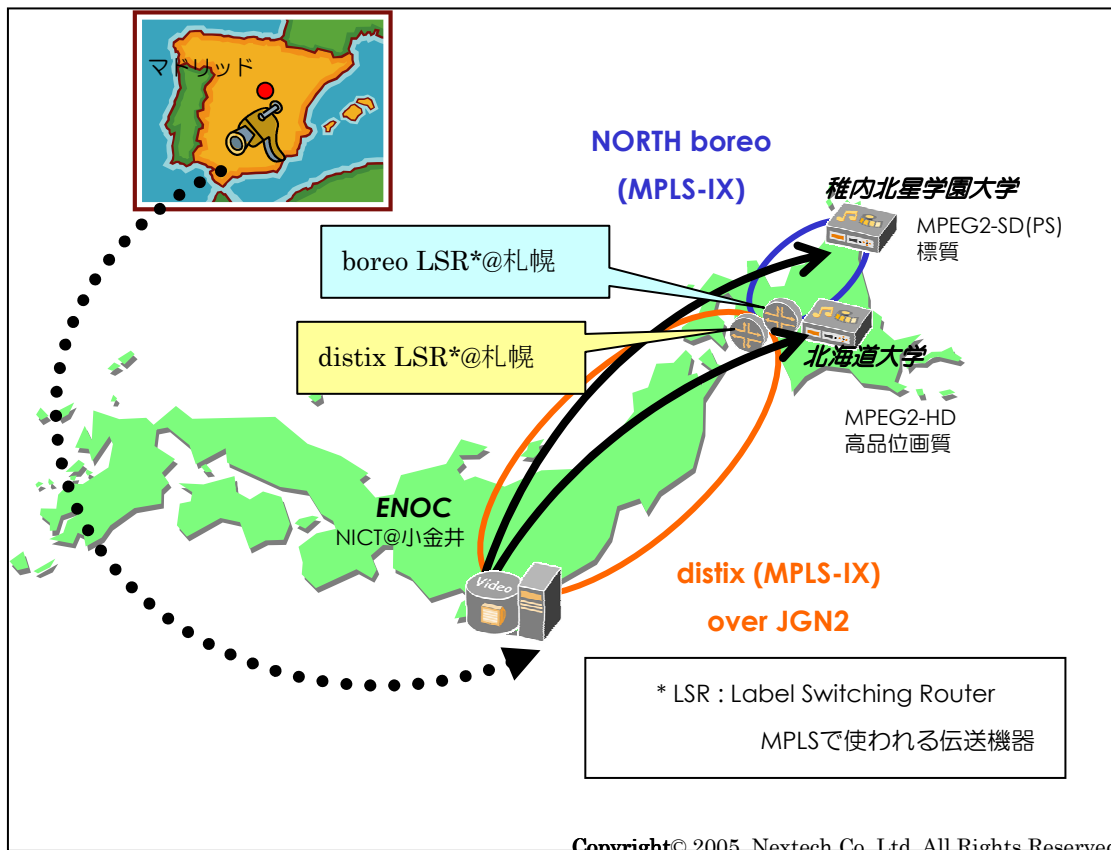 マドリッド
NORTH boreo
(MPLS-IX)
稚内北星学園大学
MPEG2-SD(PS)
標質
boreo LSR*@札幌
distix LSR*@札幌
北海道大学
MPEG2-HD
高品位画質
ENOC
NICT@小金井
Video
distix (MPLS-IX)
over JGN2
* LSR : Label Switching Router
MPLSで使われる伝送機器
Copyright© 2005 Nextech Co. Ltd. All Rights Reserved